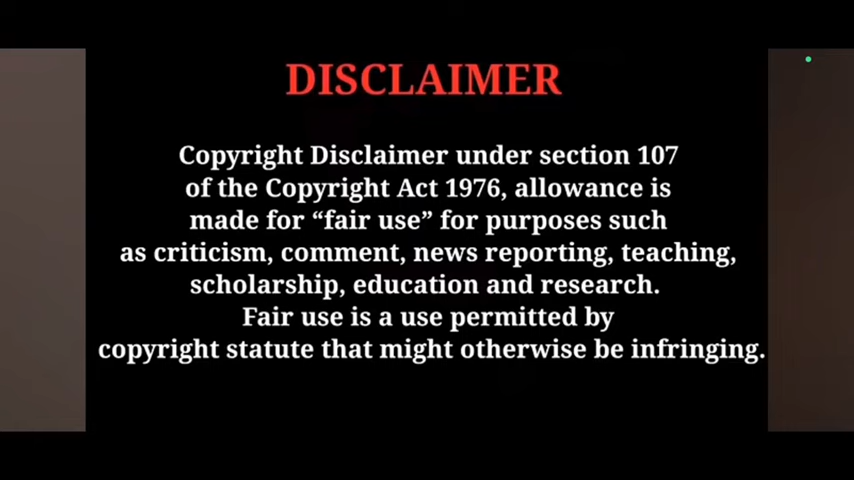 DISCLAIMER
Copyright Disclaimer under section 107
of the Copyright Act 1976, allowance is
made for “fair use” for purposes such
as criticism, comment, news reporting, teaching,
scholarship, education and research.
Fair use is a use permitted by
copyright statute that might otherwise be infringing.